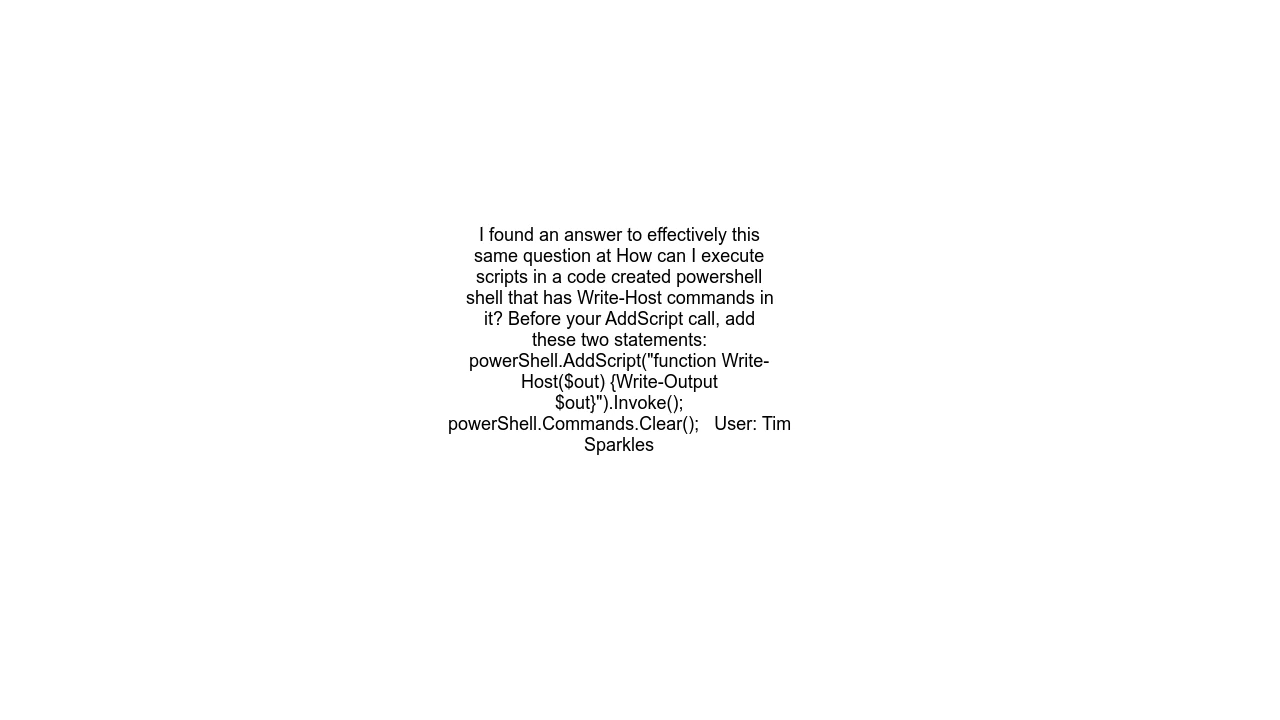 I found an answer to effectively this
same question at How can I execute
scripts in a code created powershell
shell that has Write-Host commands in
it? Before your AddScript call, add
these two statements:
powerShell.AddScript("function Write-
Host($out) {Write-Output
$out}").Invoke();
powerShell.Commands.Clear();   User: Tim
Sparkles